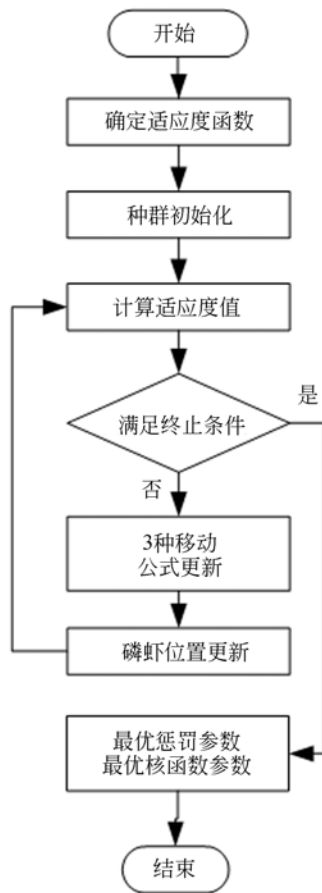 开始
确定适应度函数
种群初始化
计算适应度值
是
满足终止条件
否
3种移动
公式更新
磷虾位置更新
最优惩罚参数
最优核函数参数
结束